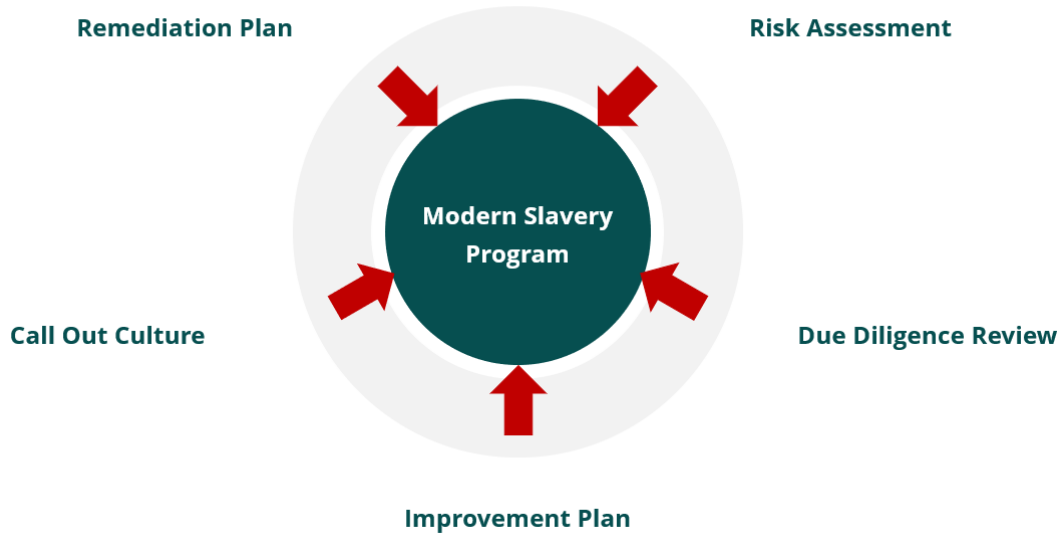 Remediation Plan
Risk Assessment
Modern Slavery
Program
Call Out Culture
Due Diligence Review
Improvement Plan